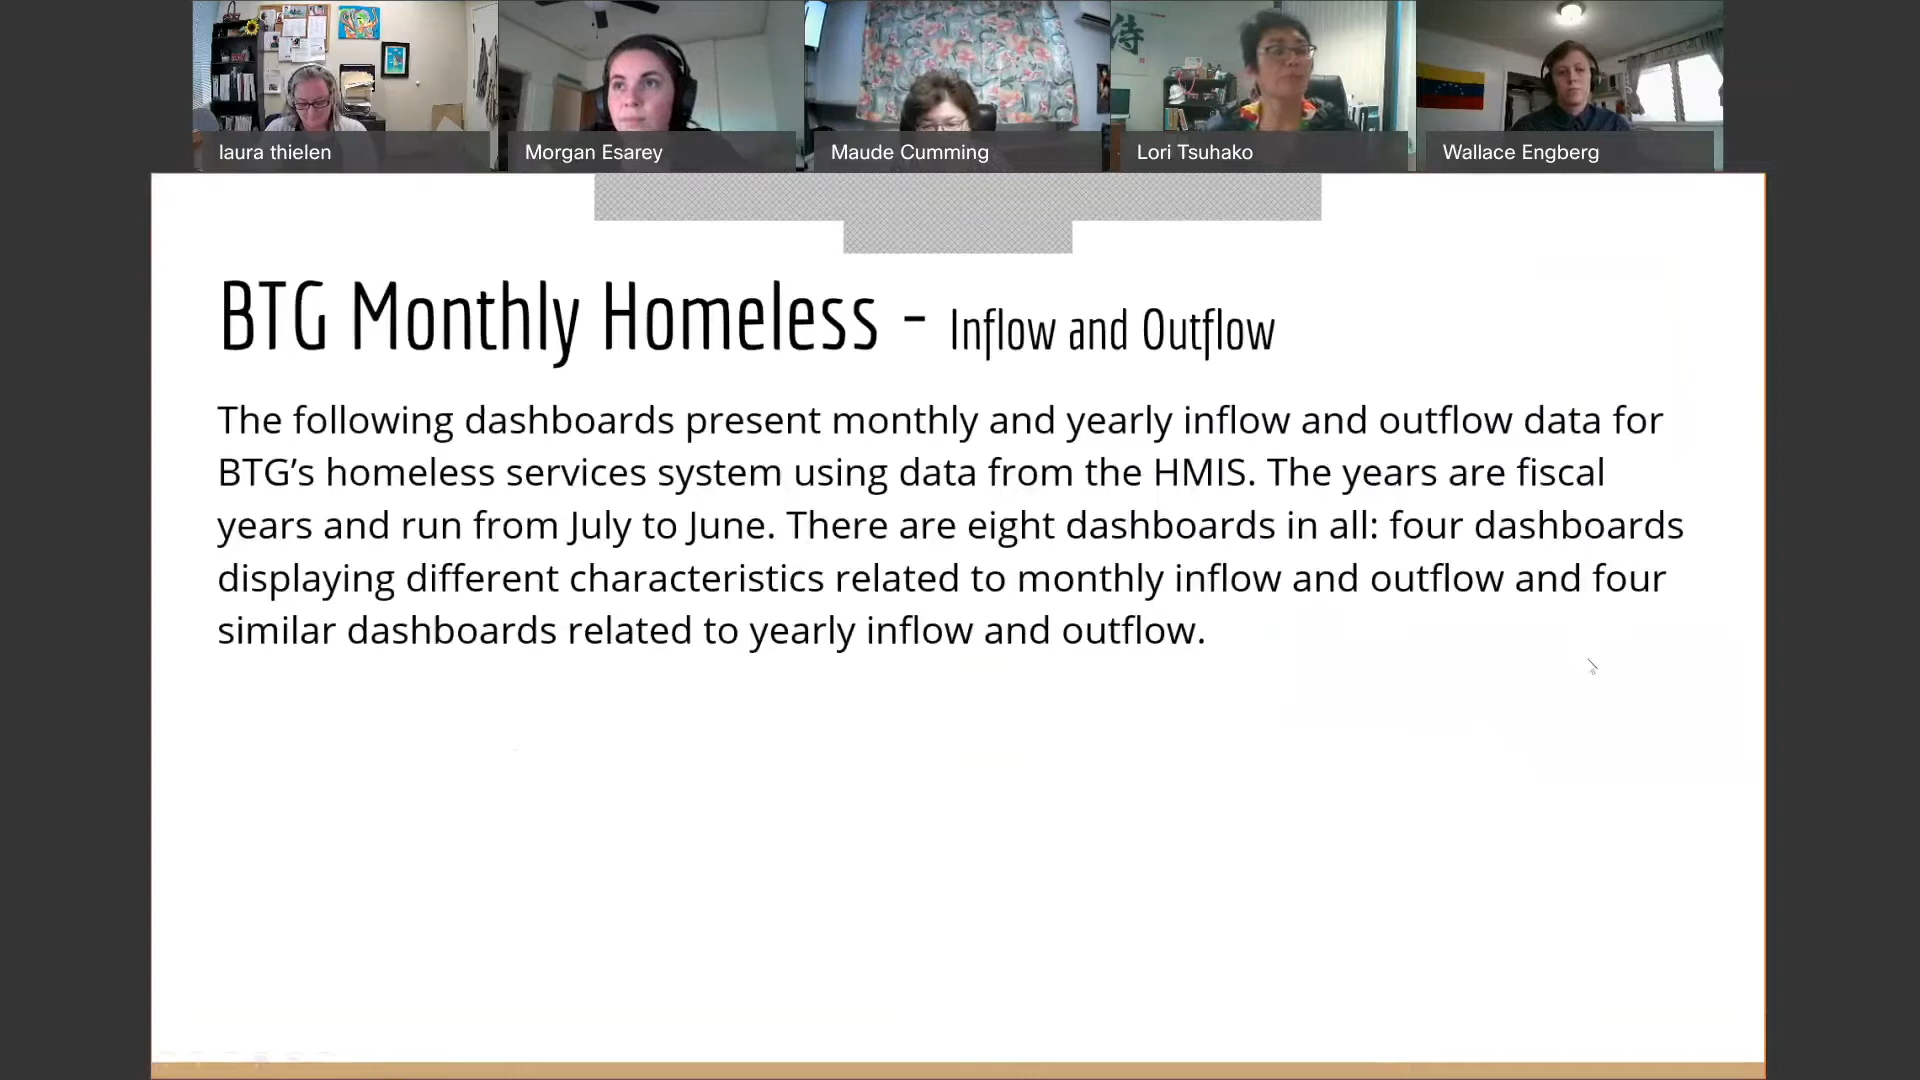 侍
laura thielen
Morgan Esarey
Maude Cumming
Lori Tsuhako
Wallace Engberg
BTG Monthly Homeless - Inflow and Outflow
The following dashboards present monthly and yearly inflow and outflow data for
BTG’s homeless services system using data from the HMIS. The years are fiscal
years and run from July to June. There are eight dashboards in all: four dashboards
displaying different characteristics related to monthly inflow and outflow and four
similar dashboards related to yearly inflow and outflow.